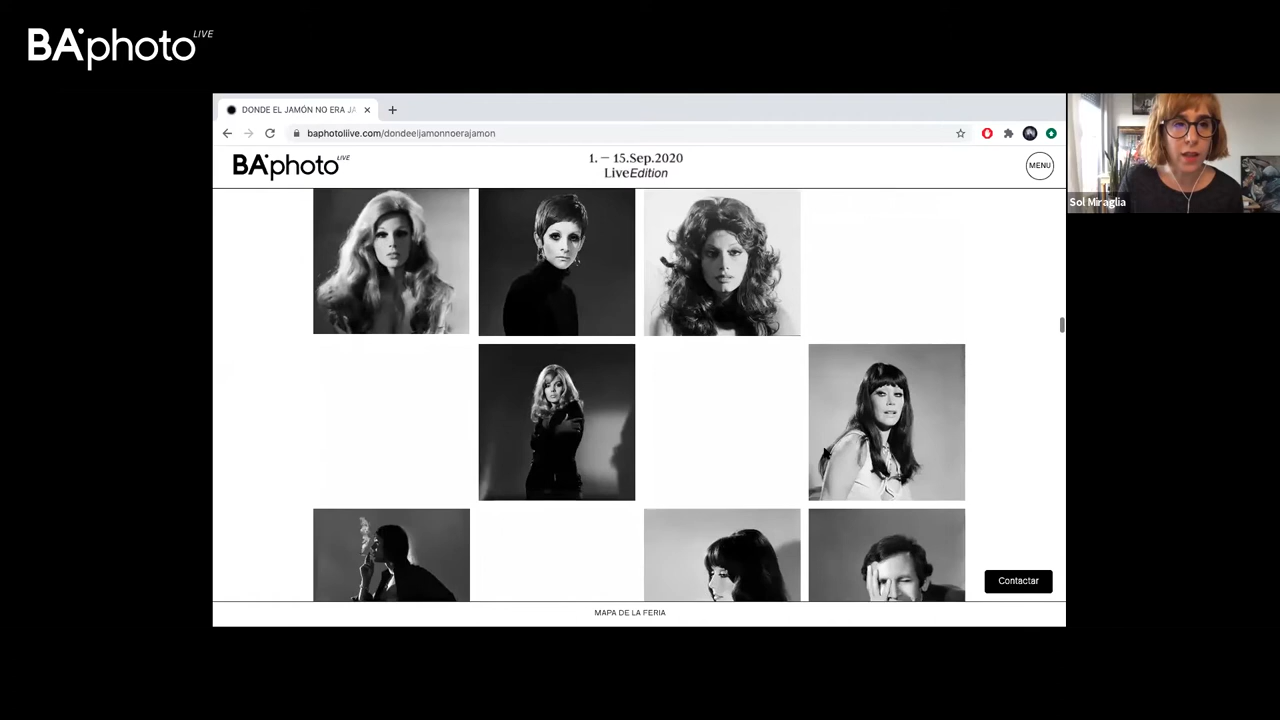 BAphoto LIVE
DONDE EL JAMÓN NO ERA JA
baphotoliive.com/dondeeljamonnoerajamon
BAphoto LIVE
1. — 15.Sep.2020
LiveEdition
MENU
Sol Miraglia
Contactar
MAPA DE LA FERIA